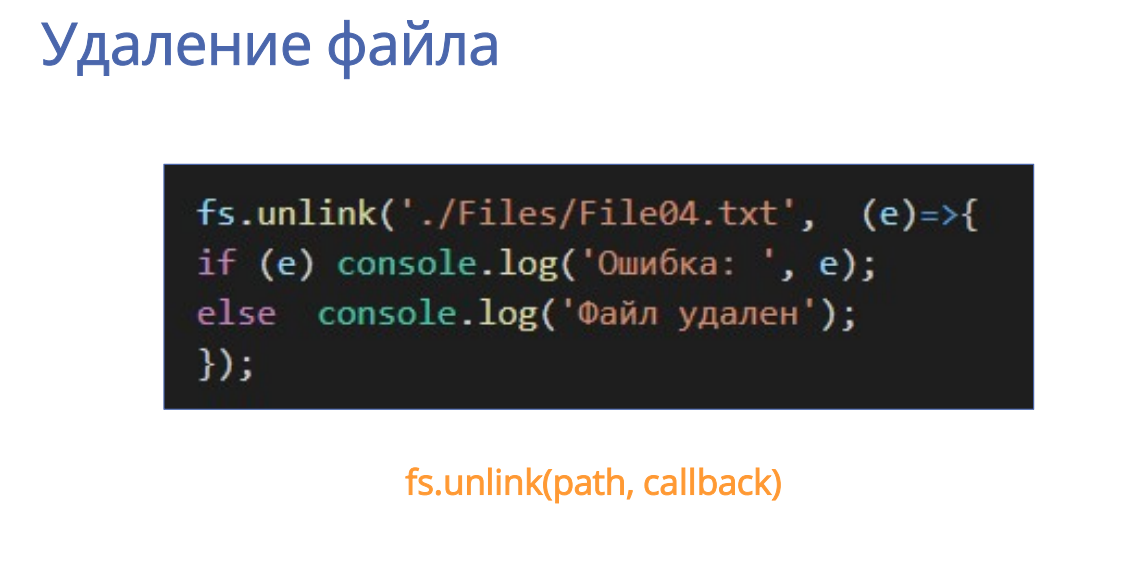 Удаление файла
fs.unlink('./Files/File04.txt',  (e)=>{
if (e) console.log('Ошибка: ', e);
else  console.log('Файл удален');
});
fs.unlink(path, callback)